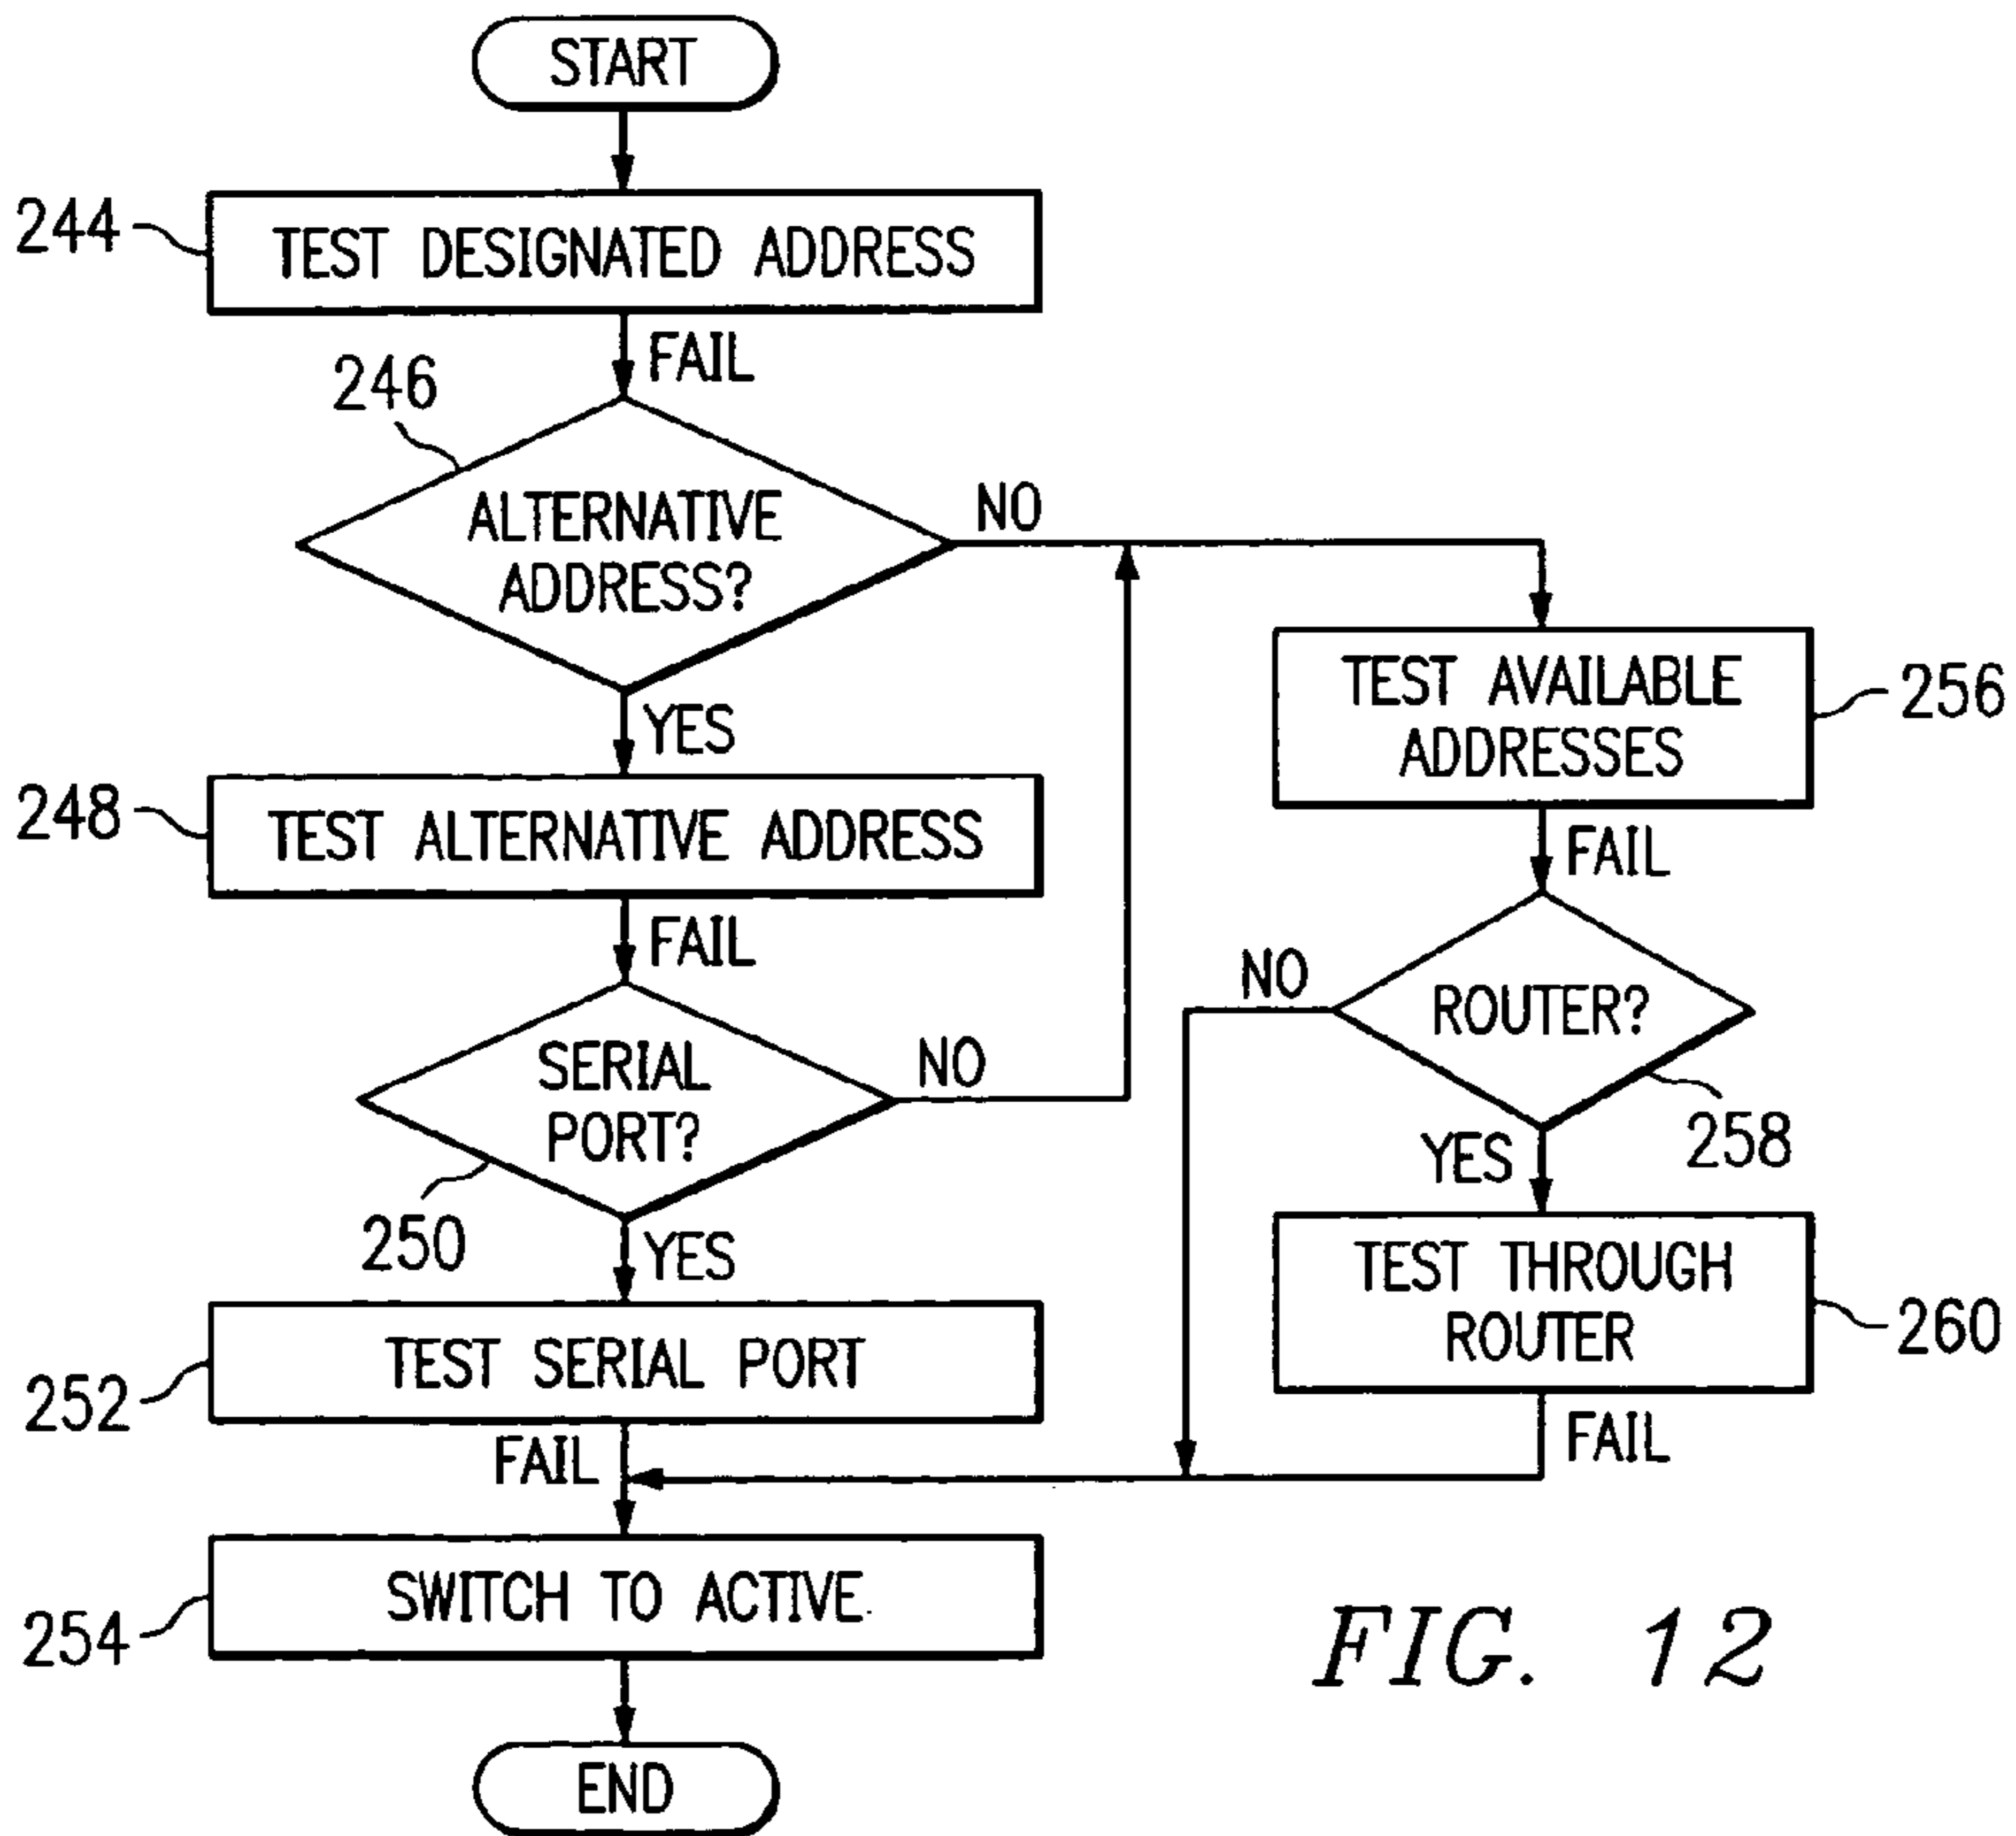 START
244
TEST DESIGNATED ADDRESS
FAIL
246
ALTERNATIVE
ADDRESS?
NO
YES
248
TEST ALTERNATIVE ADDRESS
FAIL
SERIAL
PORT?
NO
250
YES
252
TEST SERIAL PORT
FAIL
254
SWITCH TO ACTIVE
END
TEST AVAILABLE
ADDRESSES
256
FAIL
NO
ROUTER?
258
YES
TEST THROUGH
ROUTER
260
FAIL
FIG. 12